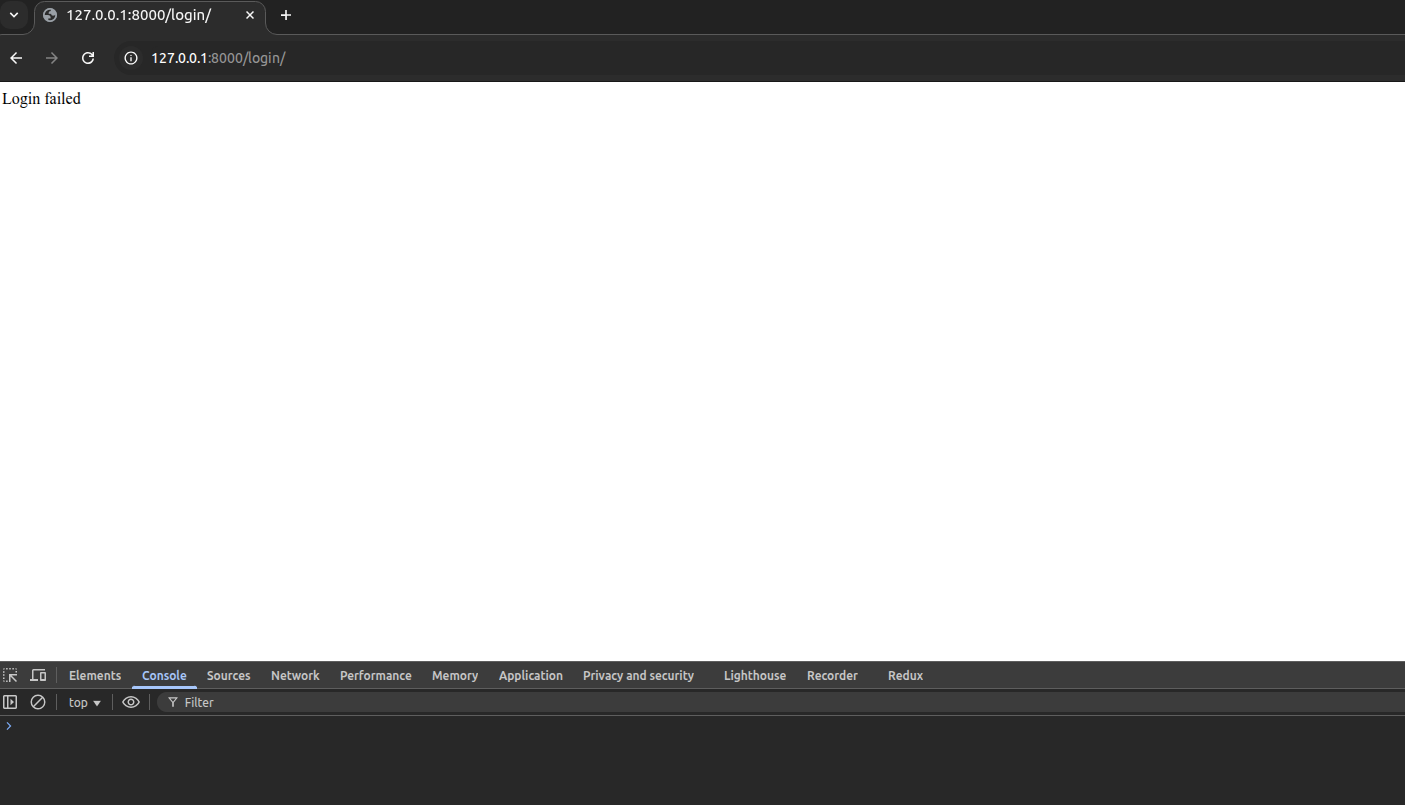 127.0.0.1:8000/login/
127.0.0.1:8000/login/
Login failed
Elements Console Sources Network Performance Memory Application Privacy and security Lighthouse Recorder Redux
top Filter